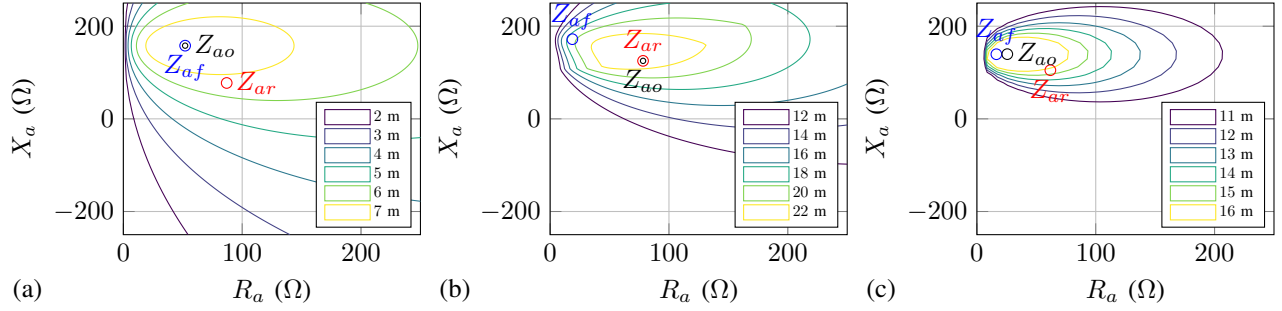 200
0
−200
X_a (Ω)
Z_ao
Z_af
Z_ar
2 m
3 m
4 m
5 m
6 m
7 m
0 100 200
R_a (Ω)
(a)
200
0
−200
X_a (Ω)
Z_af
Z_ar
Z_ao
12 m
14 m
16 m
18 m
20 m
22 m
0 100 200
R_a (Ω)
(b)
200
0
−200
X_a (Ω)
Z_af
Z_ao
Z_ar
11 m
12 m
13 m
14 m
15 m
16 m
0 100 200
R_a (Ω)
(c)